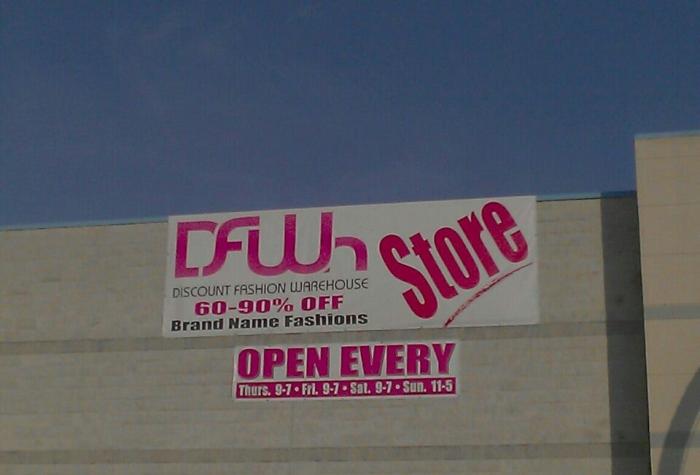 DFWh
DISCOUNT FASHION WAREHOUSE
60-90% OFF
Brand Name Fashions
Store
OPEN EVERY
Thurs. 9-7 • Fri. 9-7 • Sat. 9-7 • Sun. 11-5